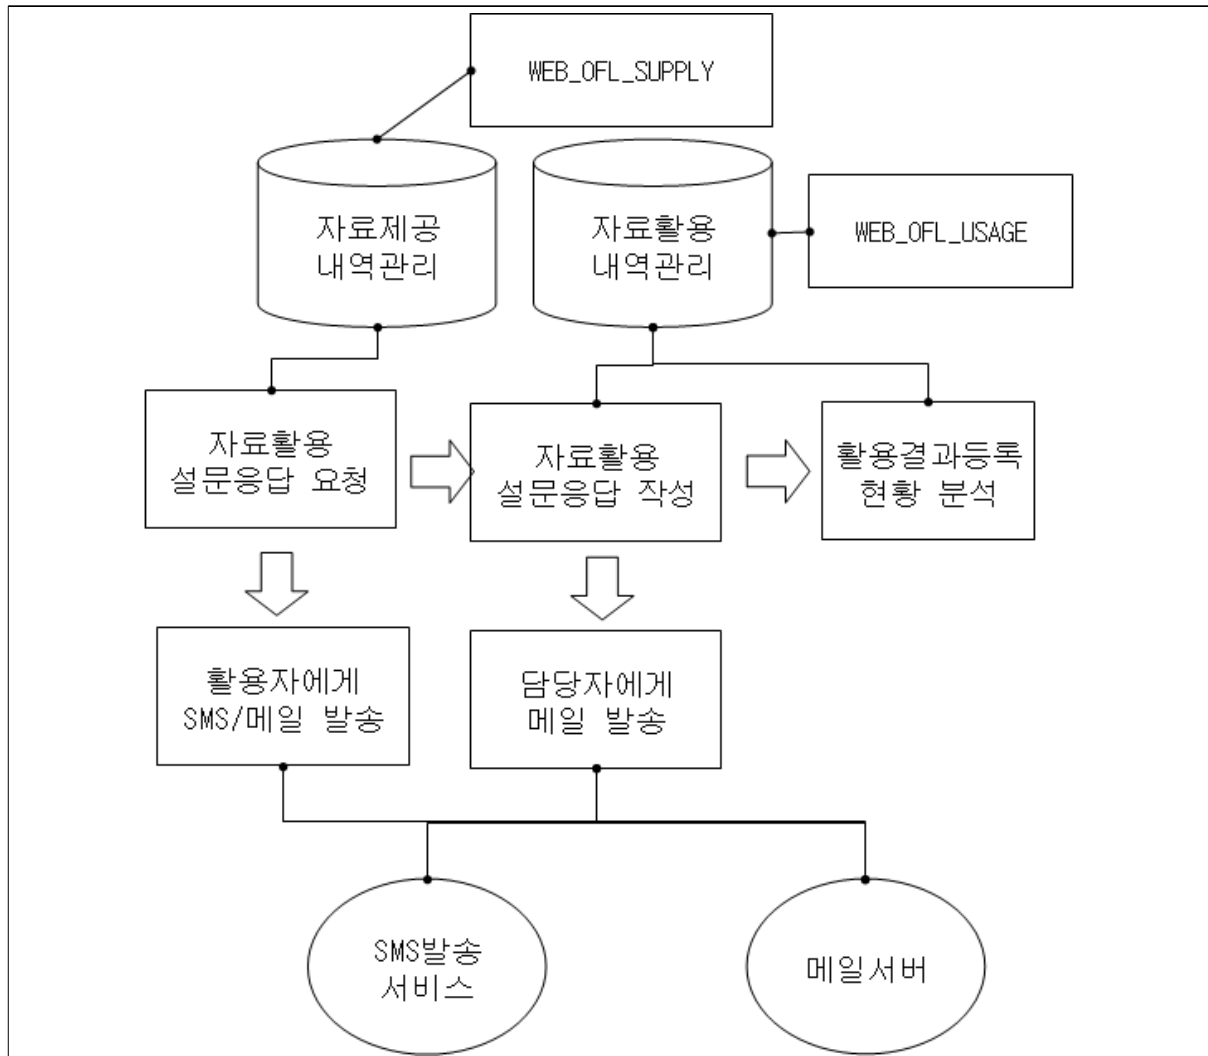 WEB_OFL_SUPPLY
자료제공
내역관리
자료활용
내역관리
WEB_OFL_USAGE
자료활용
설문응답 요청
자료활용
설문응답 작성
활용결과등록
현황 분석
활용자에게
SMS/메일 발송
담당자에게
메일 발송
SMS발송
서비스
메일서버